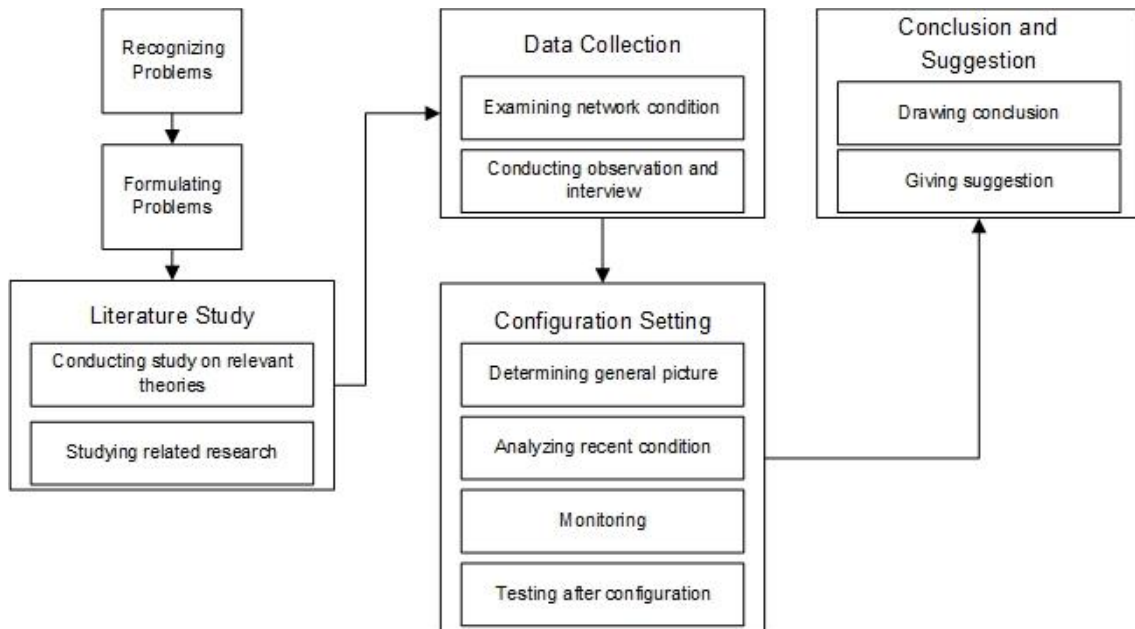 Recognizing
Problems
Formulating
Problems
Literature Study
Conducting study on relevant
theories
Studying related research
Data Collection
Examining network condition
Conducting observation and
interview
Configuration Setting
Determining general picture
Analyzing recent condition
Monitoring
Testing after configuration
Conclusion and
Suggestion
Drawing conclusion
Giving suggestion